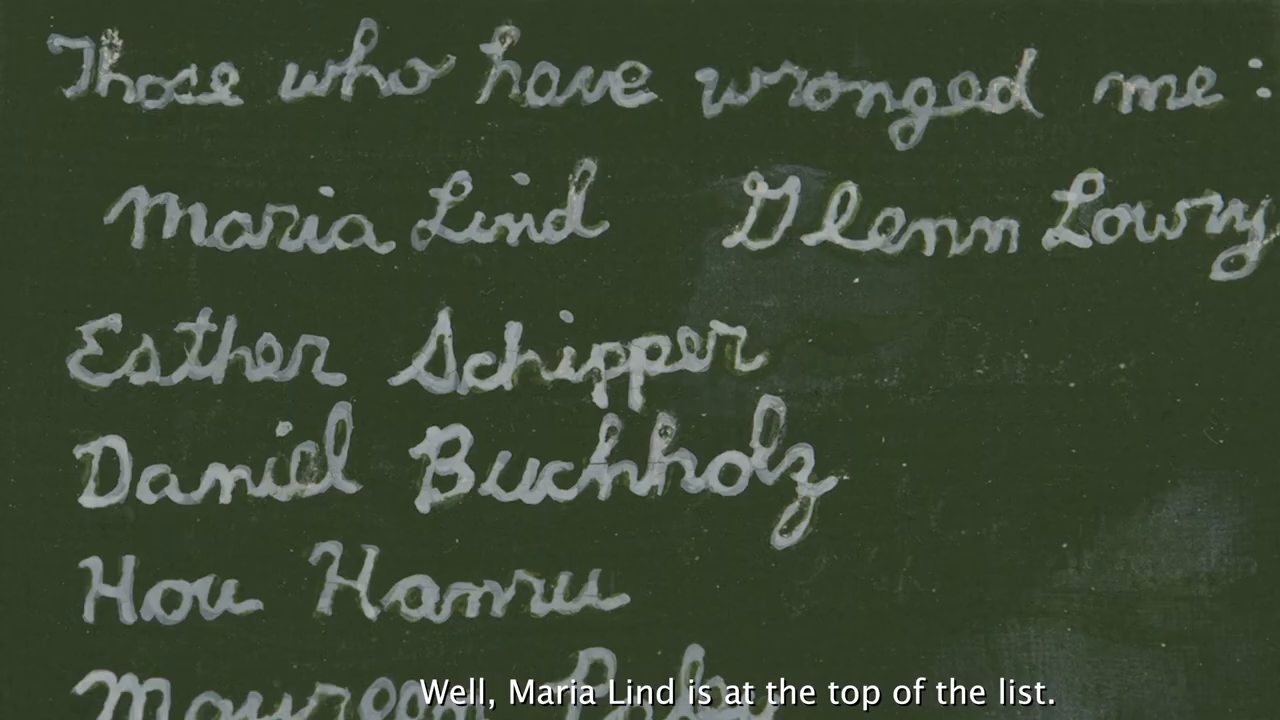 Those who have wronged me:
Maria Lind Glenn Lowry
Esther Schipper
Daniel Buchholz
Hou Hanru
Maureen
Well, Maria Lind is at the top of the list.